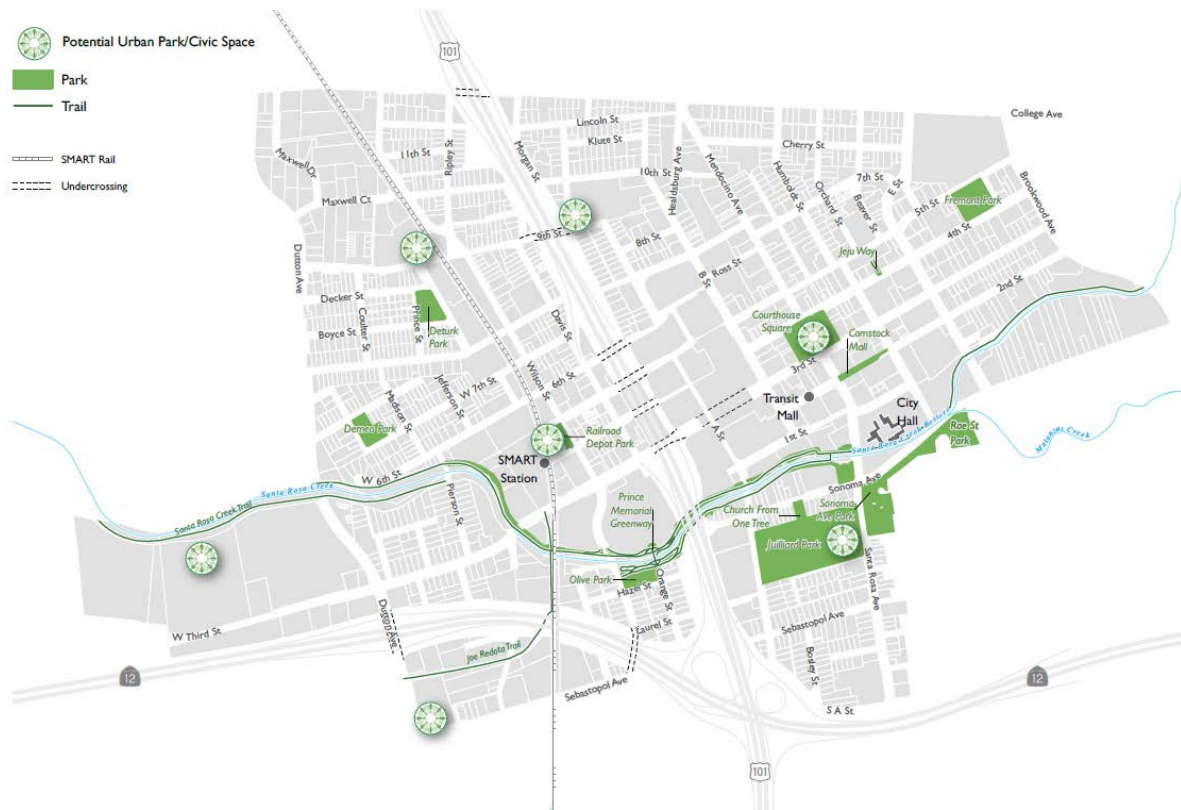 Potential Urban Park/Civic Space
Park
Trail
SMART Rail
Undercrossing
101
College Ave
Lincoln St
Klute St
Cherry St
11th St
Ripley St
Morgan St
10th St
Healdsburg Ave
Mendocino Ave
Humboldt St
Orchard St
7th St
Beaver St
E St
5th St
Fremont Park
Brookwood Ave
4th St
Maxwell Dr
Maxwell Ct
9th St
8th St
Ross St
B St
Jeju Way
2nd St
Dutton Ave
Decker St
Boyce St
Coulter St
Prince St
Deturk
Park
Davis St
Courthouse
Square
Comstock
Mall
3rd St
Wilson St
6th St
W 7th St
Jefferson St
Madison St
Demeo Park
Railroad
Depot Park
Transit
Mall
A St
1st St
City
Hall
Santa Rosa Creek
Rae St
Park
Matanzas Creek
SMART
Station
W 6th St
Santa Rosa Creek
Santa Rosa Creek Trail
Pierson St
Prince
Memorial
Greenway
Church From
One Tree
Sonoma Ave
Sonoma
Ave Park
Juilliard Park
Olive Park
Hazel St
Orange St
Santa Rosa Ave
W Third St
Dutton Ave
Laurel St
Sebastopol Ave
Joe Redota Trail
Bosley St
12
Sebastopol Ave
S A St
12
101